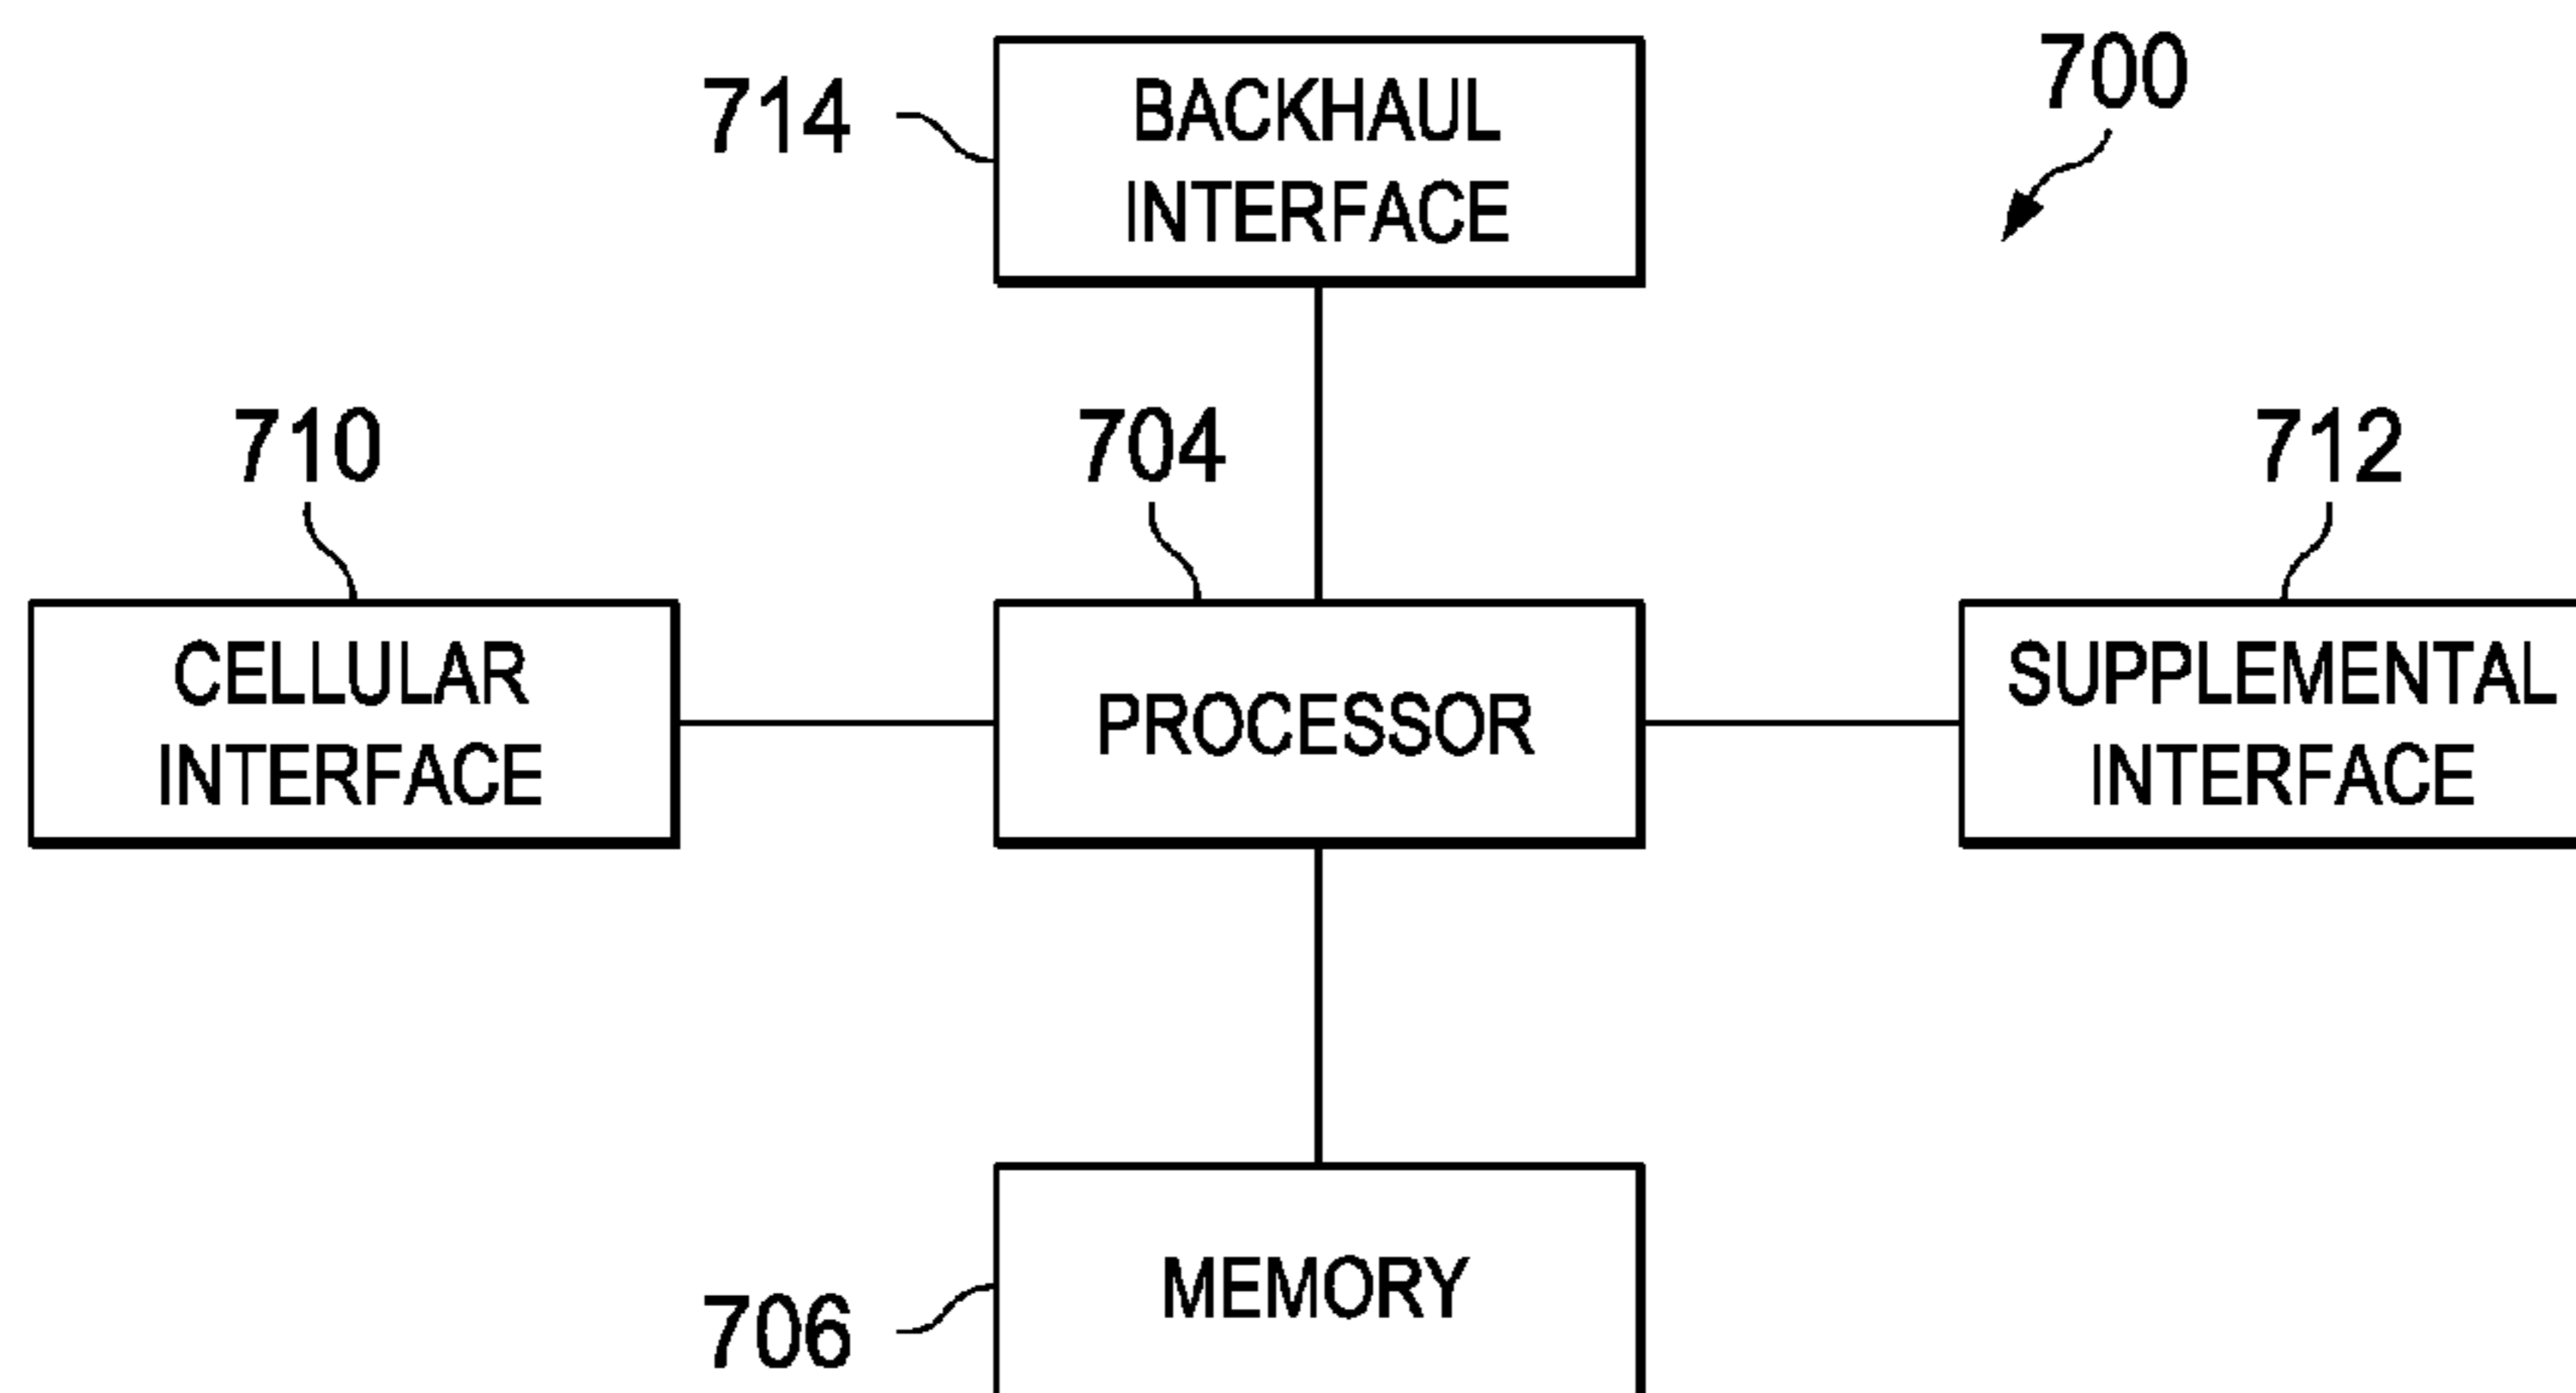 700
714
BACKHAUL
INTERFACE
710
704
712
CELLULAR
INTERFACE
PROCESSOR
SUPPLEMENTAL
INTERFACE
706
MEMORY